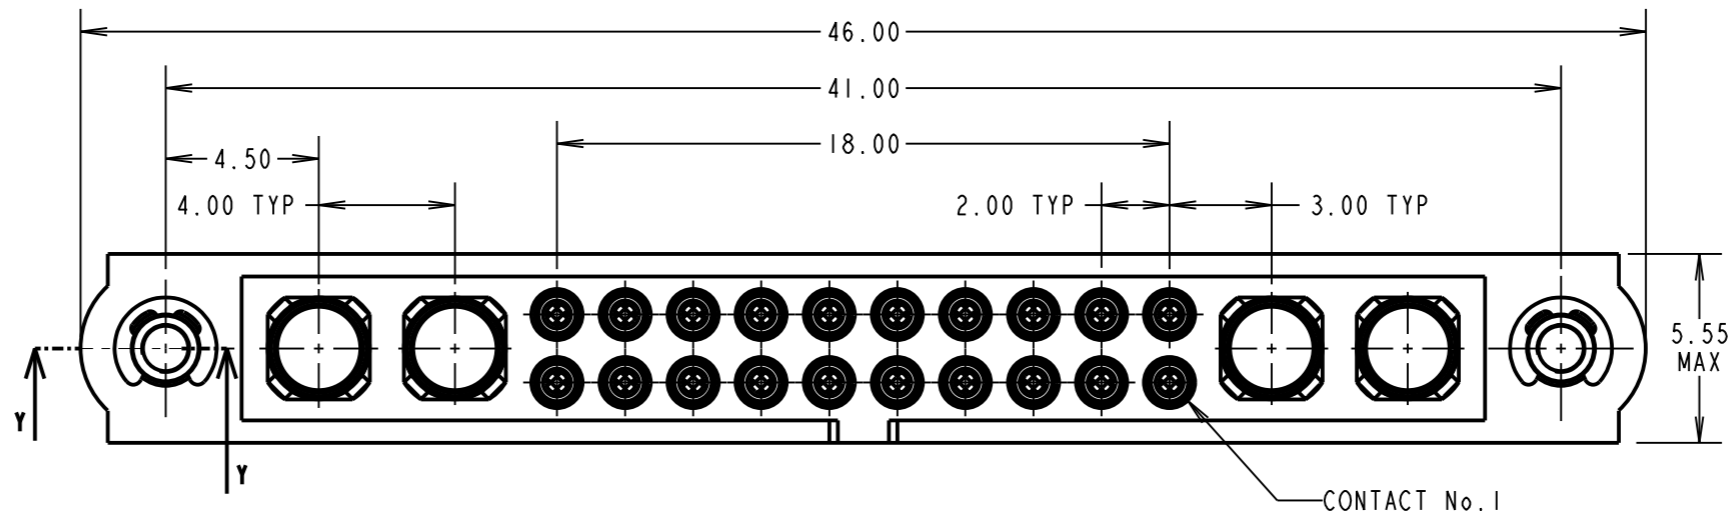 46.00
41.00
18.00
4.50
4.00 TYP
2.00 TYP
3.00 TYP
5.55
MAX
Y
Y
CONTACT No.1